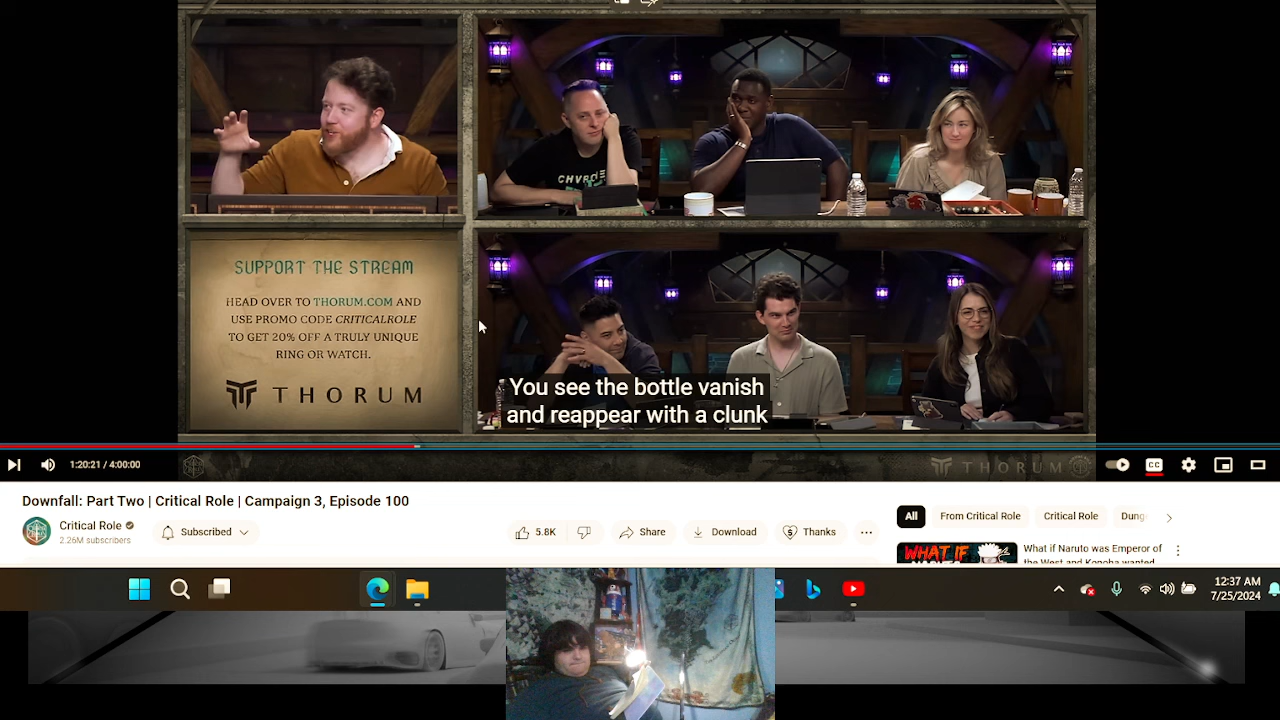 CHVRCHES
SUPPORT THE STREAM
HEAD OVER TO THORUM.COM AND
USE PROMO CODE CRITICALROLE
TO GET 20% OFF A TRULY UNIQUE
RING OR WATCH.
THORUM
You see the bottle vanish
and reappear with a clunk
1:20:21 / 4:00:00
THORUM
CC
Downfall: Part Two | Critical Role | Campaign 3, Episode 100
Critical Role
2.26M subscribers
Subscribed
5.8K
Share
Download
Thanks
All
From Critical Role
Critical Role
Dung
WHAT IF
What if Naruto was Emperor of
the West and Konoha wanted
12:37 AM
7/25/2024